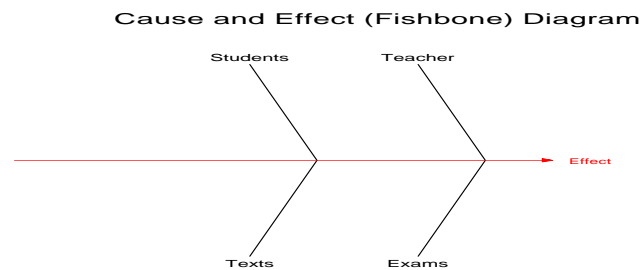 Cause and Effect (Fishbone) Diagram
Students
Teacher
Effect
Texts
Exams